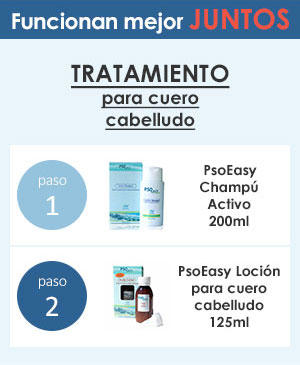 Funcionan mejor JUNTOS
TRATAMIENTO
para cuero
cabelludo
paso
1
PsoEasy
Champú
Activo
200ml
paso
2
PsoEasy Loción
para cuero
cabelludo
125ml